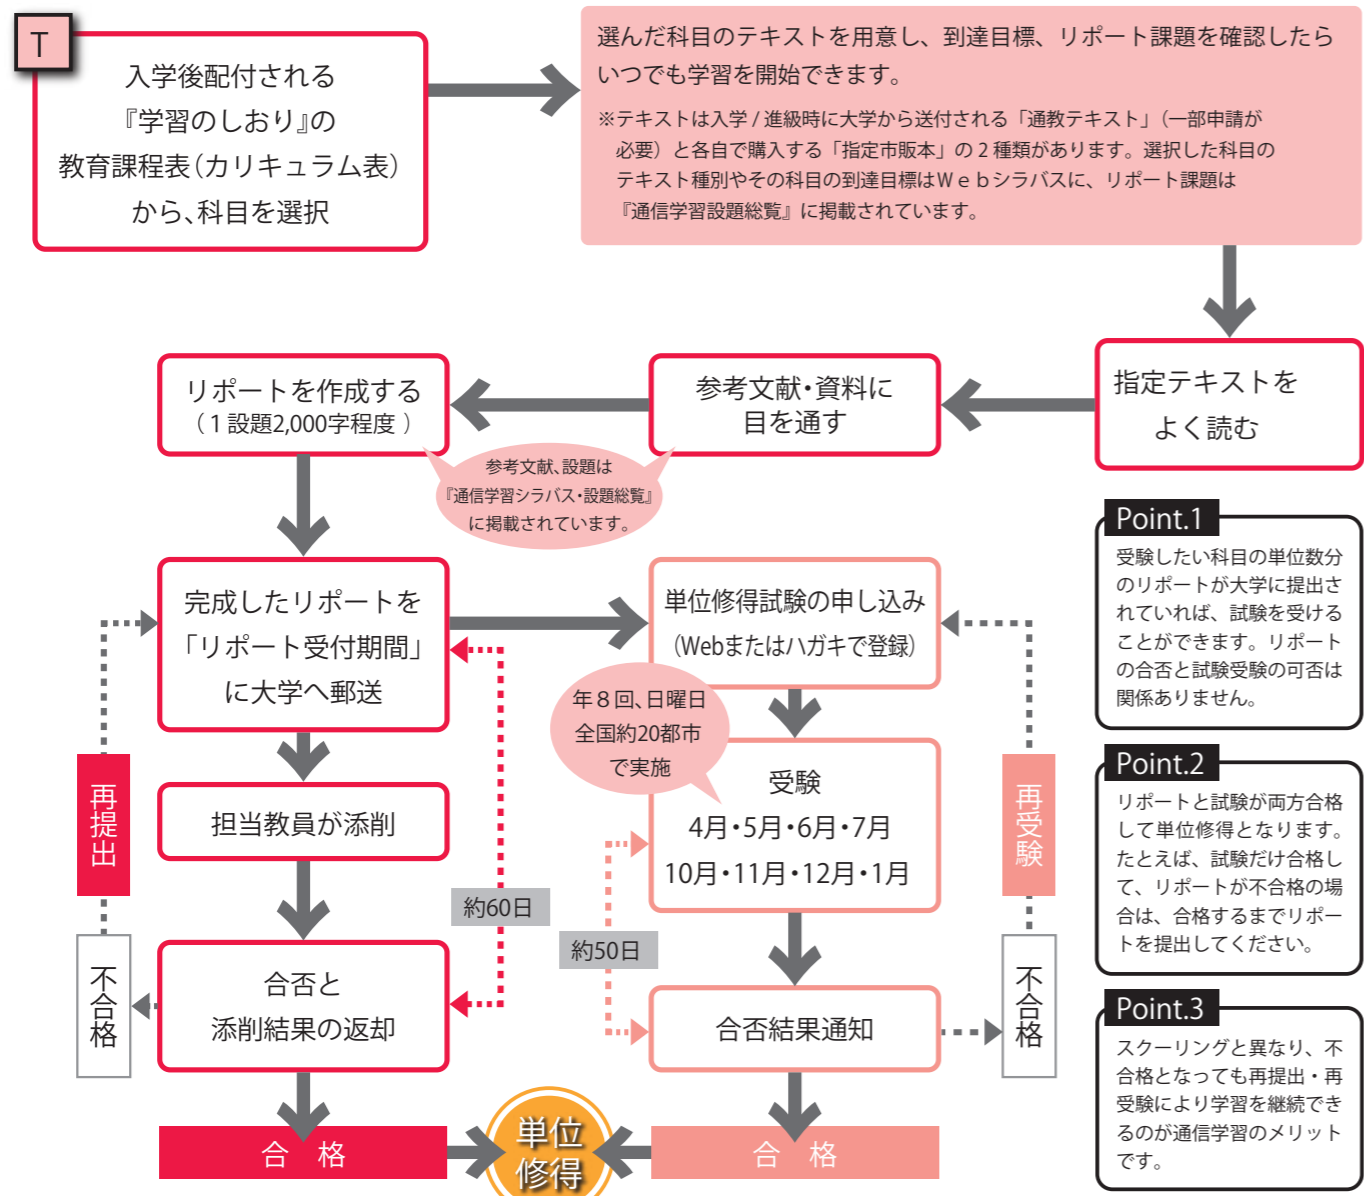 T
入学後配付される
『学習のしおり』の
教育課程表（カリキュラム表）
から、科目を選択
選んだ科目のテキストを用意し、到達目標、リポート課題を確認したら
いつでも学習を開始できます。
※テキストは入学 / 進級時に大学から送付される「通教テキスト」（一部申請が
必要）と各自で購入する「指定市販本」の 2 種類があります。選択した科目の
テキスト種別やその科目の到達目標はＷｅｂシラバスに、リポート課題は
『通信学習設題総覧』に掲載されています。
指定テキストを
よく読む
参考文献・資料に
目を通す
リポートを作成する
（１設題2,000字程度 ）
参考文献、設題は
『通信学習シラバス・設題総覧』
に掲載されています。
完成したリポートを
「リポート受付期間」
に大学へ郵送
担当教員が添削
合否と
添削結果の返却
約60日
不合格
再提出
合　格
単位修得試験の申し込み
（Webまたはハガキで登録）
年８回、日曜日
全国約20都市
で実施
受験
4月・5月・6月・7月
10月・11月・12月・1月
約50日
合否結果通知
不合格
再受験
合　格
単位
修得
Point.1
受験したい科目の単位数分
のリポートが大学に提出さ
れていれば、試験を受ける
ことができます。リポート
の合否と試験受験の可否は
関係ありません。
Point.2
リポートと試験が両方合格
して単位修得となります。
たとえば、試験だけ合格し
て、リポートが不合格の場
合は、合格するまでリポー
トを提出してください。
Point.3
スクーリングと異なり、不
合格となっても再提出・再
受験により学習を継続でき
るのが通信学習のメリット
です。